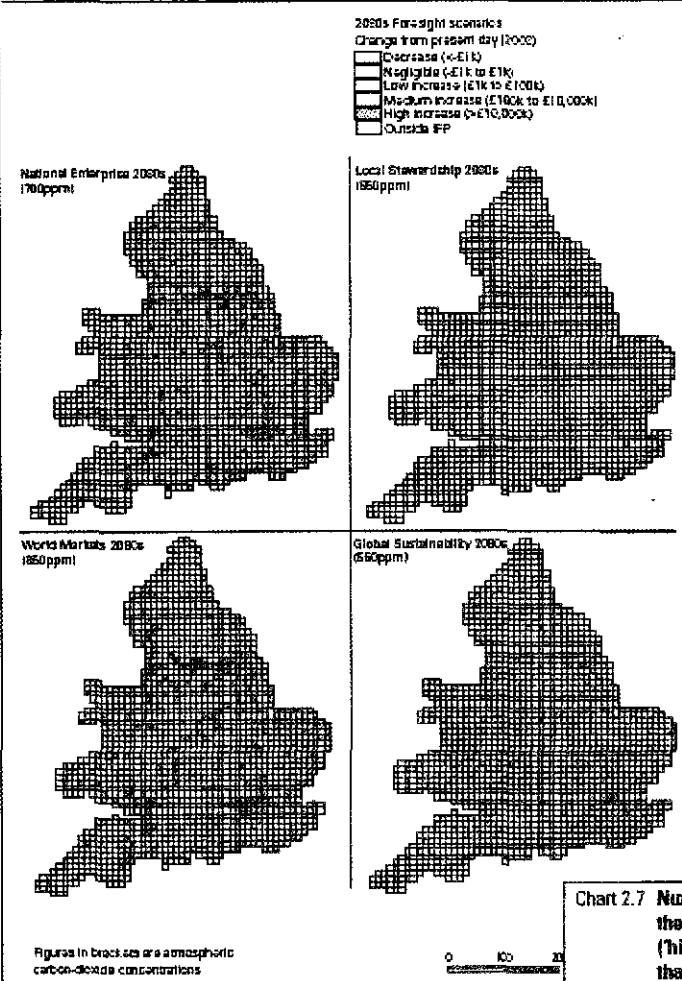 2080s Foresight scenarios
Change from present day (2002)
Decrease (<-£1k)
Negligible (-£1k to £1k)
Low increase (£1k to £100k)
Medium increase (£100k to £10,000k)
High increase (>£10,000k)
Outside IFP
National Enterprise 2080s
(700ppm)
Local Stewardship 2080s
World Markets 2080s
Global Sustainability 2080s
(550ppm)
Figures in brackets are atmospheric
carbon-dioxide concentrations
0
Chart 2.7
the
('hi
tha